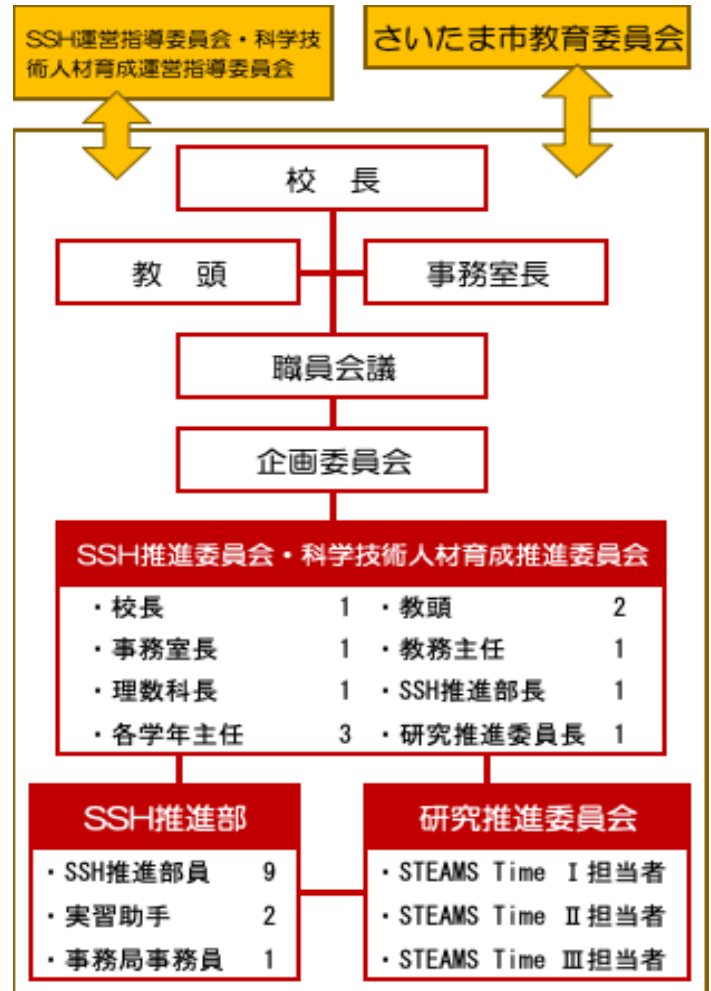 SSH運営指導委員会・科学技
術人材育成運営指導委員会
さいたま市教育委員会
校 長
教 頭
事務室長
職員会議
企画委員会
SSH推進委員会・科学技術人材育成推進委員会
・校長 1 ・教頭 2
・事務室長 1 ・教務主任 1
・理数科長 1 ・SSH推進部長 1
・各学年主任 3 ・研究推進委員長 1
SSH推進部
・SSH推進部員 9
・実習助手 2
・事務局事務員 1
研究推進委員会
・STEAMS Time Ⅰ担当者
・STEAMS Time Ⅱ担当者
・STEAMS Time Ⅲ担当者